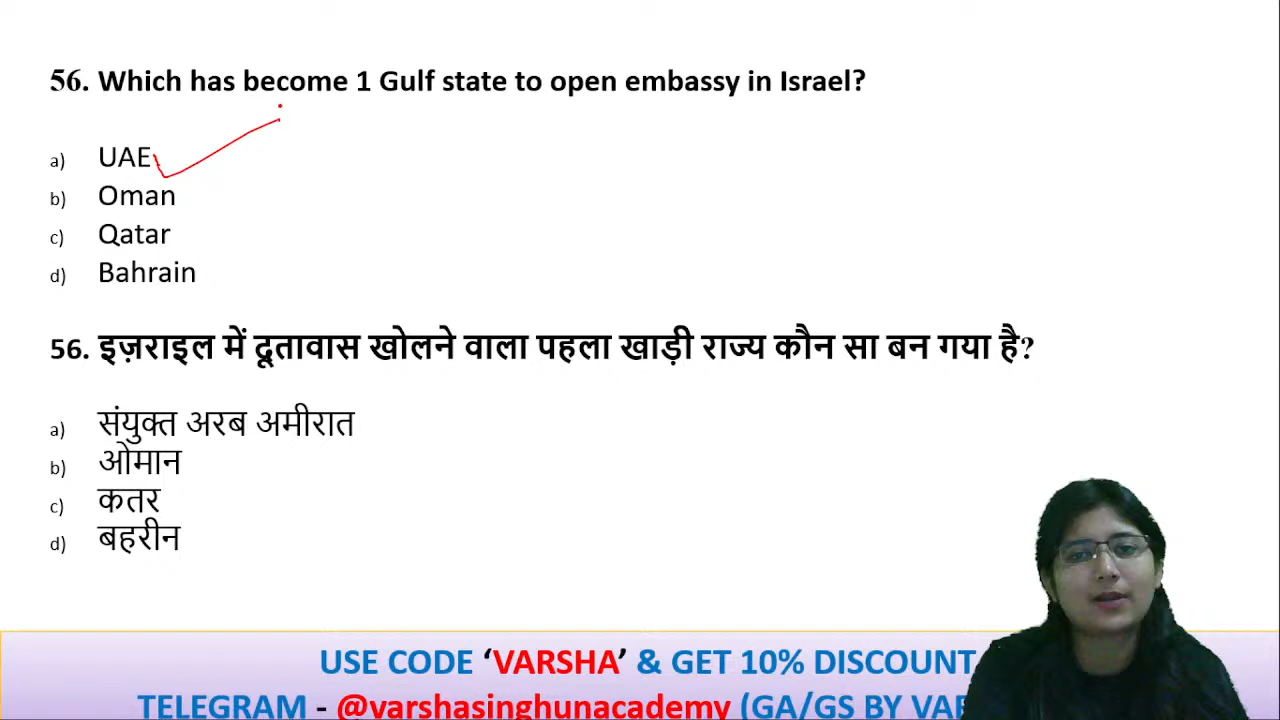 56. Which has become 1 Gulf state to open embassy in Israel?
a) UAE
b) Oman
c) Qatar
d) Bahrain
56. इज़राइल में दूतावास खोलने वाला पहला खाड़ी राज्य कौन सा बन गया है?
a) संयुक्त अरब अमीरात
b) ओमान
c) कतर
d) बहरीन
USE CODE ‘VARSHA’ & GET 10% DISCOUNT
TELEGRAM - @varshasinghunacademy (GA/GS BY